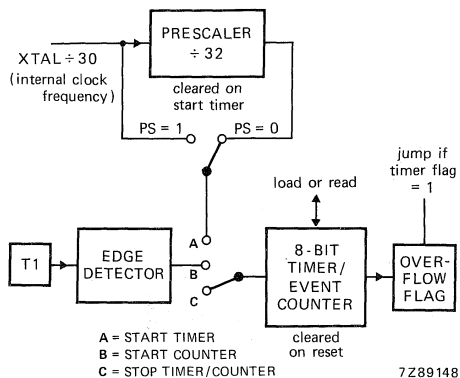 PRESCALER
÷ 32
XTAL ÷ 30
(internal clock
frequency)
cleared on
start timer
PS = 1
PS = 0
jump if
timer flag
= 1
load or read
A
T1
EDGE
DETECTOR
B
C
8-BIT
TIMER/
EVENT
COUNTER
OVER-
FLOW
FLAG
cleared
on reset
A = START TIMER
B = START COUNTER
C = STOP TIMER/COUNTER
7Z89148